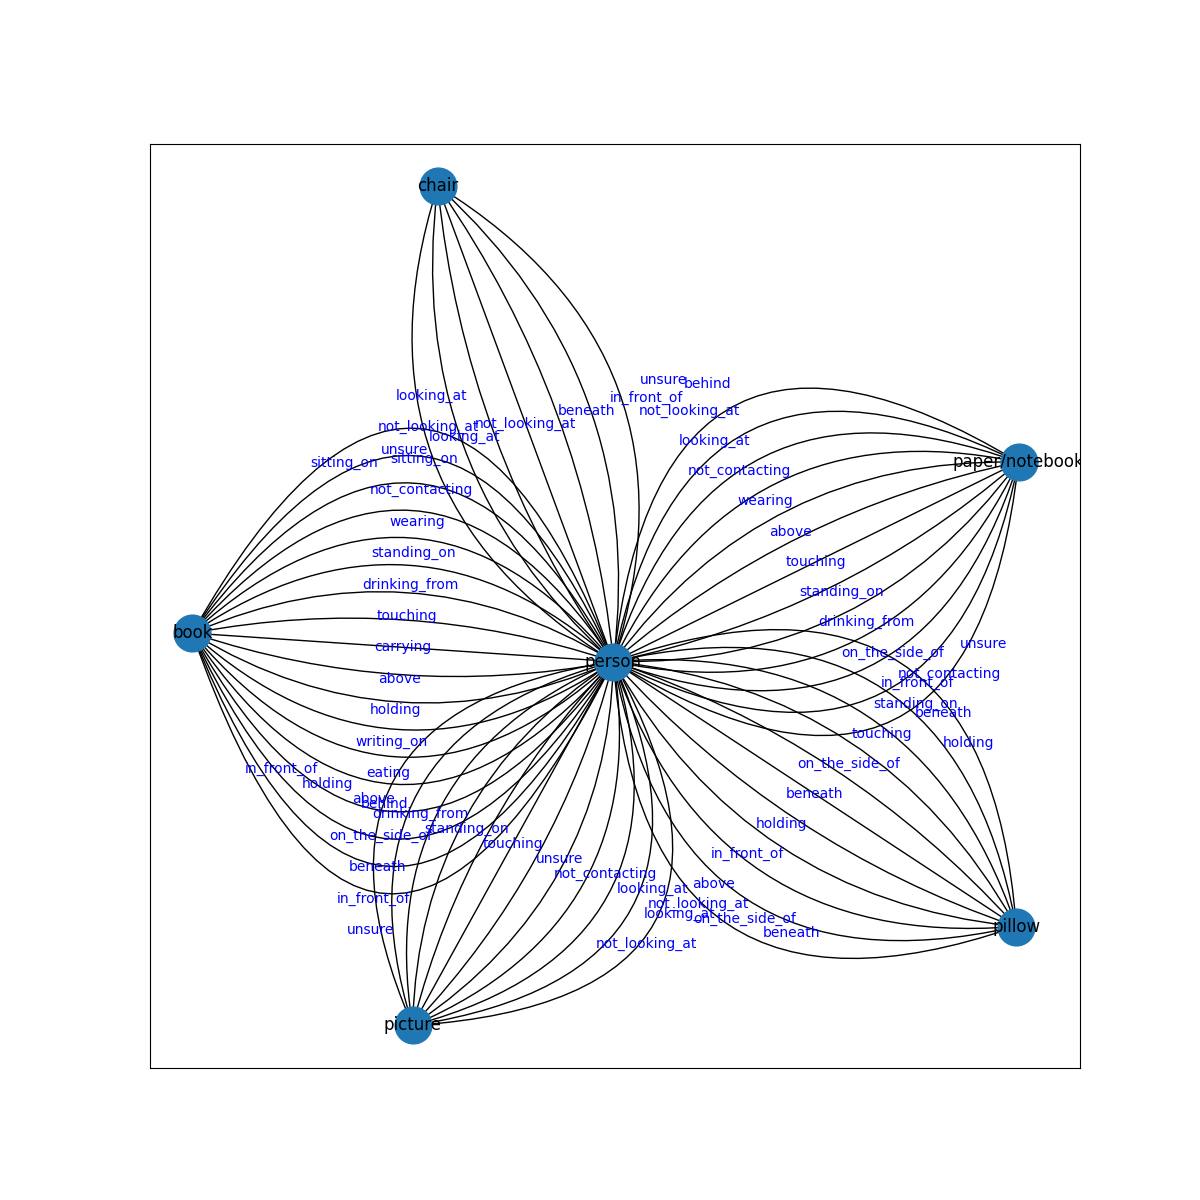 chair
unsure
behind
looking_at
in_front_of
beneath
not_looking_at
not_looking_at
not_looking_at
looking_at
looking_at
unsure
sitting_on
sitting_on
paper/notebook
not_contacting
not_contacting
wearing
wearing
above
standing_on
touching
drinking_from
standing_on
touching
drinking_from
book
carrying
unsure
on_the_side_of
person
not_contacting
above
in_front_of
standing_on
holding
beneath
touching
writing_on
holding
on_the_side_of
in_front_of
eating
holding
beneath
above
behind
drinking_from
holding
standing_on
on_the_side_of
touching
in_front_of
unsure
beneath
not_contacting
above
looking_at
in_front_of
not_looking_at
looking_at
on_the_side_of
pillow
unsure
beneath
not_looking_at
picture